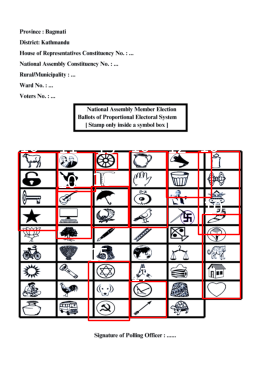 Province : Bagmati
District: Kathmandu
House of Representatives Constituency No. : ...
National Assembly Constituency No. : ...
Rural/Municipality : ...
Ward No. : ...
Voters No. : ...
National Assembly Member Election
Ballots of Proportional Electoral System
[ Stamp only inside a symbol box ]
Signature of Polling Officer : ......